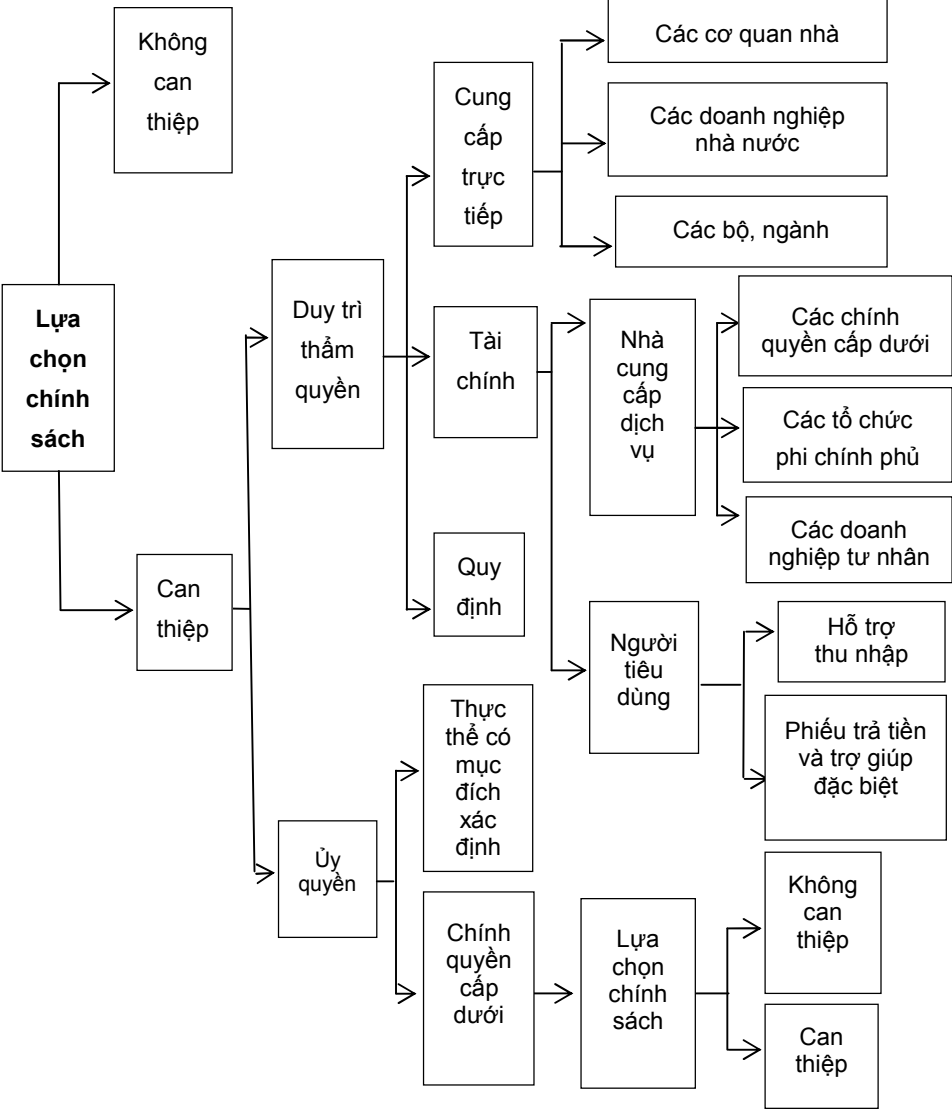 Không
can
thiệp
Lựa
chọn
chính
sách
Can
thiệp
Duy trì
thẩm
quyền
Ủy
quyền
Cung
cấp
trực
tiếp
Tài
chính
Quy
định
Thực
thể có
mục
đích
xác
định
Chính
quyền
cấp
dưới
Các cơ quan nhà
Các doanh nghiệp
nhà nước
Các bộ, ngành
Nhà
cung
cấp
dịch
vụ
Người
tiêu
dùng
Lựa
chọn
chính
sách
Các chính
quyền cấp dưới
Các tổ chức
phi chính phủ
Các doanh
nghiệp tư nhân
Hỗ trợ
thu nhập
Phiếu trả tiền
và trợ giúp
đặc biệt
Không
can
thiệp
Can
thiệp